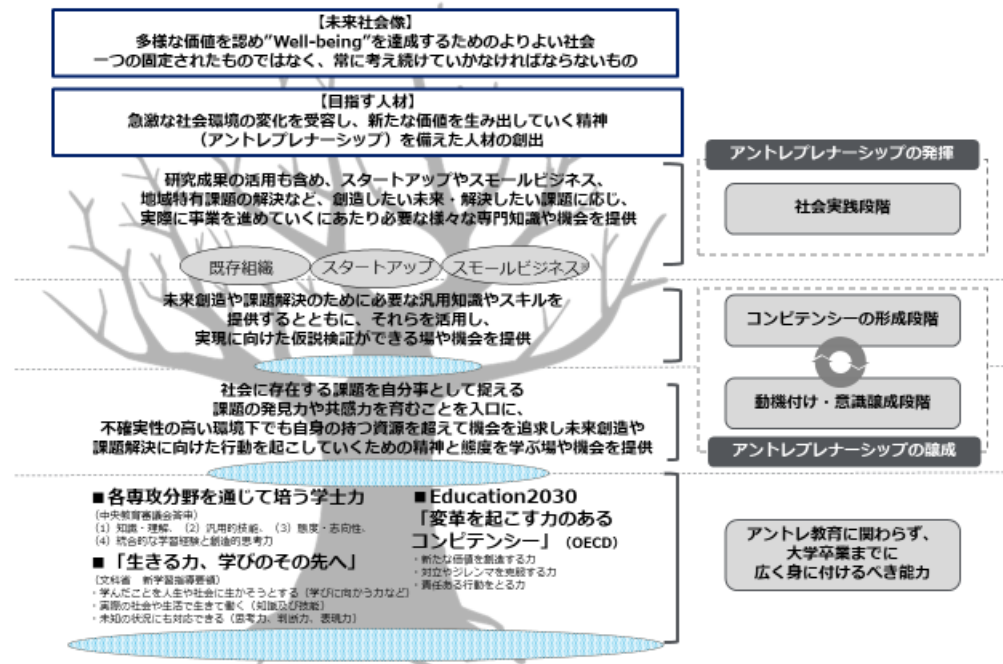 【未来社会像】
多様な価値を認め"Well-being"を達成するためのよりよい社会
一つの固定されたものではなく、常に考え続けていかなければならないもの
【目指す人材】
急激な社会環境の変化を受容し、新たな価値を生み出していく精神
（アントレプレナーシップ）を備えた人材の創出
アントレプレナーシップの発揮
研究成果の活用も含め、スタートアップやスモールビジネス、
地域特有課題の解決など、創造したい未来・解決したい課題に応じ、
実際に事業を進めていくにあたり必要な様々な専門知識や機会を提供
社会実践段階
既存組織
スタートアップ
スモールビジネス※
未来創造や課題解決のために必要な汎用知識やスキルを
提供するとともに、それらを活用し、
実現に向けた仮説検証ができる場や機会を提供
コンピテンシーの形成段階
社会に存在する課題を自分事として捉える
課題の発見力や共感力を育むことを入口に、
不確実性の高い環境下でも自身の持つ資源を超えて機会を追求し未来創造や
課題解決に向けた行動を起こしていくための精神と態度を学ぶ場や機会を提供
動機付け・意識醸成段階
アントレプレナーシップの醸成
■各専攻分野を通じて培う学士力
（中央教育審議会答申）
（1）知識・理解、（2）汎用的技能、（3）態度・志向性、
（4）統合的な学習経験と創造的思考力
■「生きる力、学びのその先へ」
（文科省　新学習指導要領）
・学んだことを人生や社会に生かそうとする（学びに向かう力など）
・実際の社会や生活で生きて働く（知識及び技能）
・未知の状況にも対応できる（思考力、判断力、表現力）
■Education2030
「変革を起こす力のある
コンピテンシー」（OECD）
・新たな価値を創造する力
・対立やジレンマを克服する力
・責任ある行動をとる力
アントレ教育に関わらず、
大学卒業までに
広く身に付けるべき能力